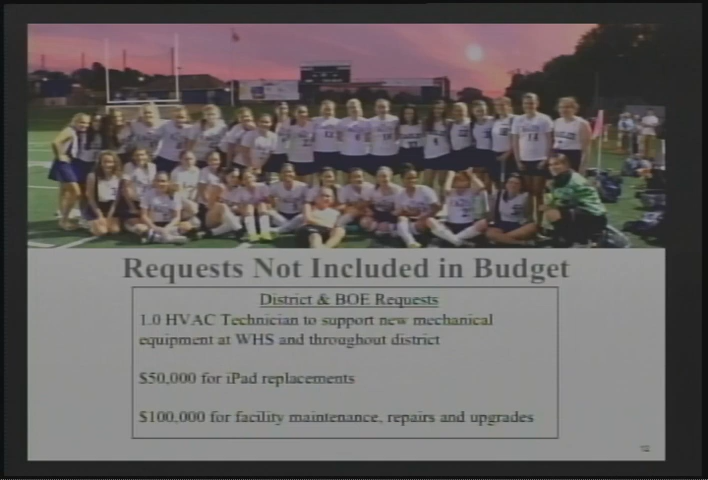 Requests Not Included in Budget
District & BOE Requests
1.0 HVAC Technician to support new mechanical
equipment at WHS and throughout district
$50,000 for iPad replacements
$100,000 for facility maintenance, repairs and upgrades